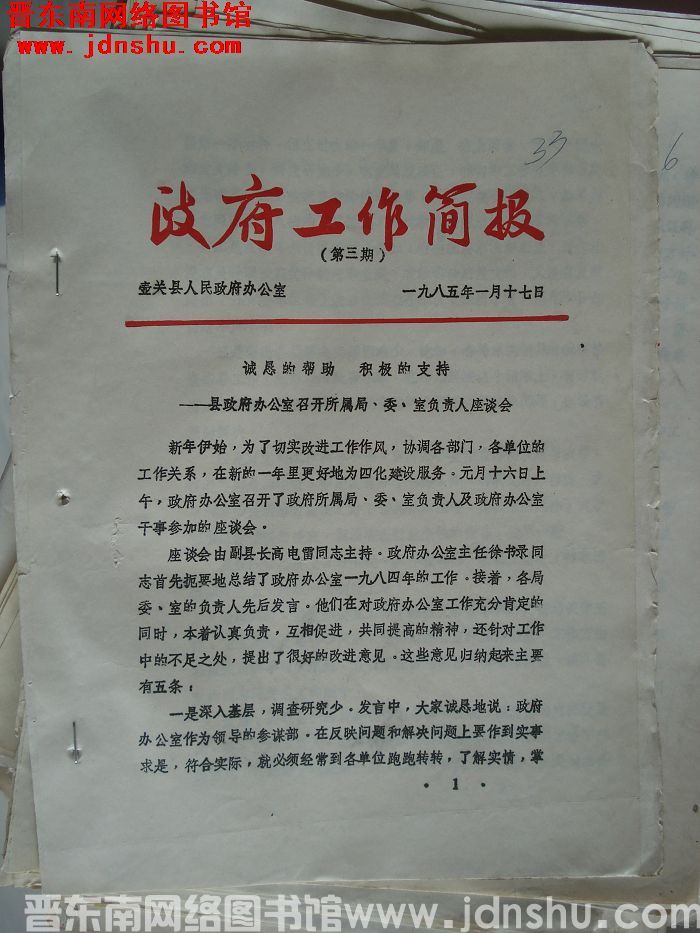 晋东南网络图书馆
www.jdnshu.com
33
6
政府工作简报
(第三期)
壶关县人民政府办公室 一九八五年一月十七日
诚恳的帮助 积极的支持
——县政府办公室召开所属局、委、室负责人座谈会
新年伊始，为了切实改进工作作风，协调各部门，各单位的
工作关系，在新的一年里更好地为四化建设服务。元月十六日上
午，政府办公室召开了政府所属局、委、室负责人及政府办公室
干事参加的座谈会。
座谈会由副县长高电雷同志主持。政府办公室主任徐书录同
志首先扼要地总结了政府办公室一九八四年的工作。接着，各局
委、室的负责人先后发言。他们在对政府办公室工作充分肯定的
同时，本着认真负责，互相促进，共同提高的精神，还针对工作
中的不足之处，提出了很好的改进意见。这些意见归纳起来主要
有五条：
一是深入基层，调查研究少。发言中，大家诚恳地说：政府
办公室作为领导的参谋部。在反映问题和解决问题上要作到实事
求是，符合实际，就必须经常到各单位跑跑转转，了解实情，掌
·1·
晋东南网络图书馆www.jdnshu.com